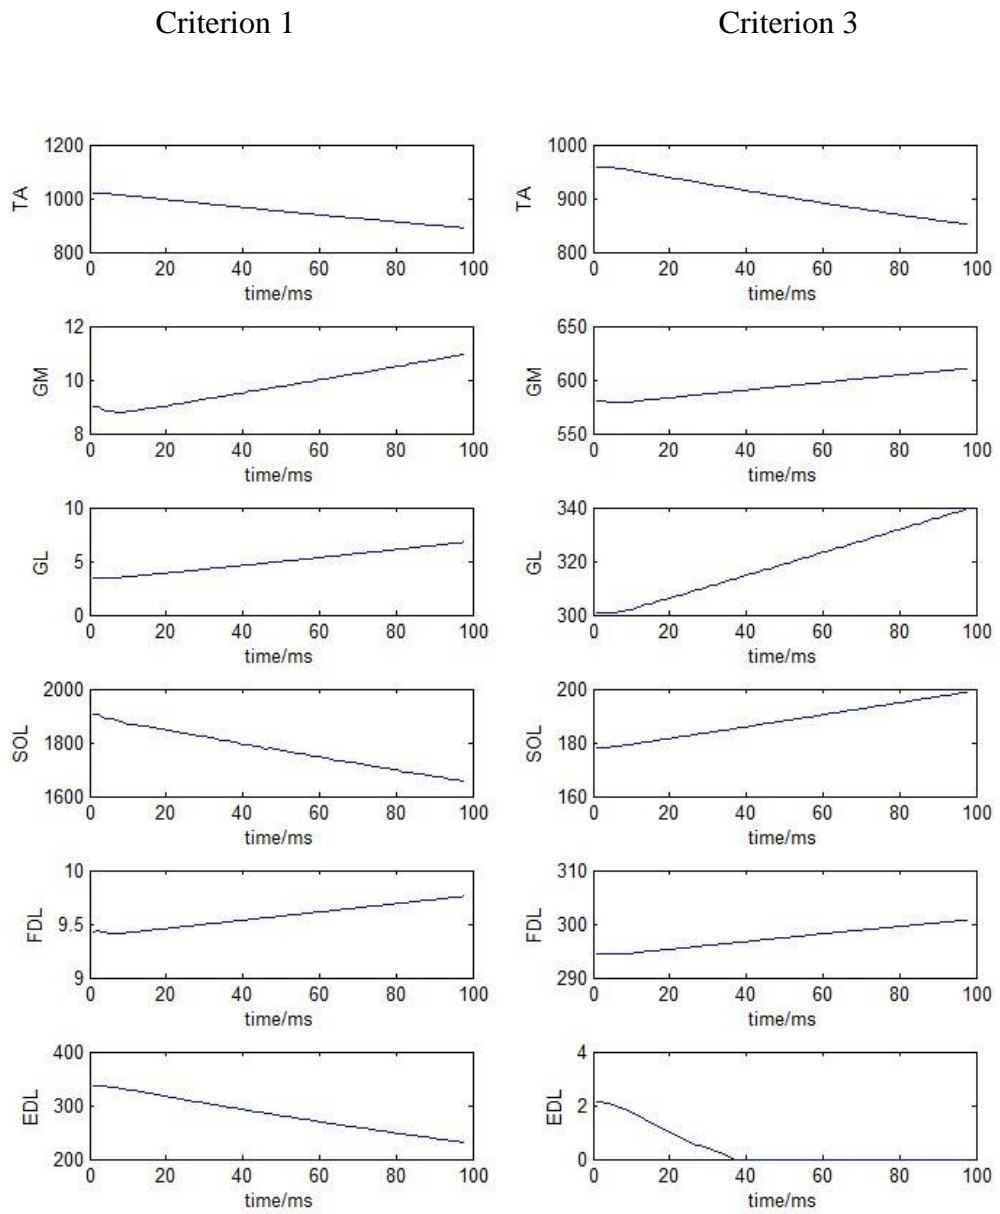 Criterion 1 Criterion 3
1200
1000
800
TA
0 20 40 60 80 100
time/ms
1000
900
800
TA
0 20 40 60 80 100
time/ms
12
10
8
GM
0 20 40 60 80 100
time/ms
650
600
550
GM
0 20 40 60 80 100
time/ms
10
5
0
GL
0 20 40 60 80 100
time/ms
340
320
300
GL
0 20 40 60 80 100
time/ms
2000
1800
1600
SOL
0 20 40 60 80 100
time/ms
200
180
160
SOL
0 20 40 60 80 100
time/ms
10
9.5
9
FDL
0 20 40 60 80 100
time/ms
310
300
290
FDL
0 20 40 60 80 100
time/ms
400
300
200
EDL
0 20 40 60 80 100
time/ms
4
2
0
EDL
0 20 40 60 80 100
time/ms